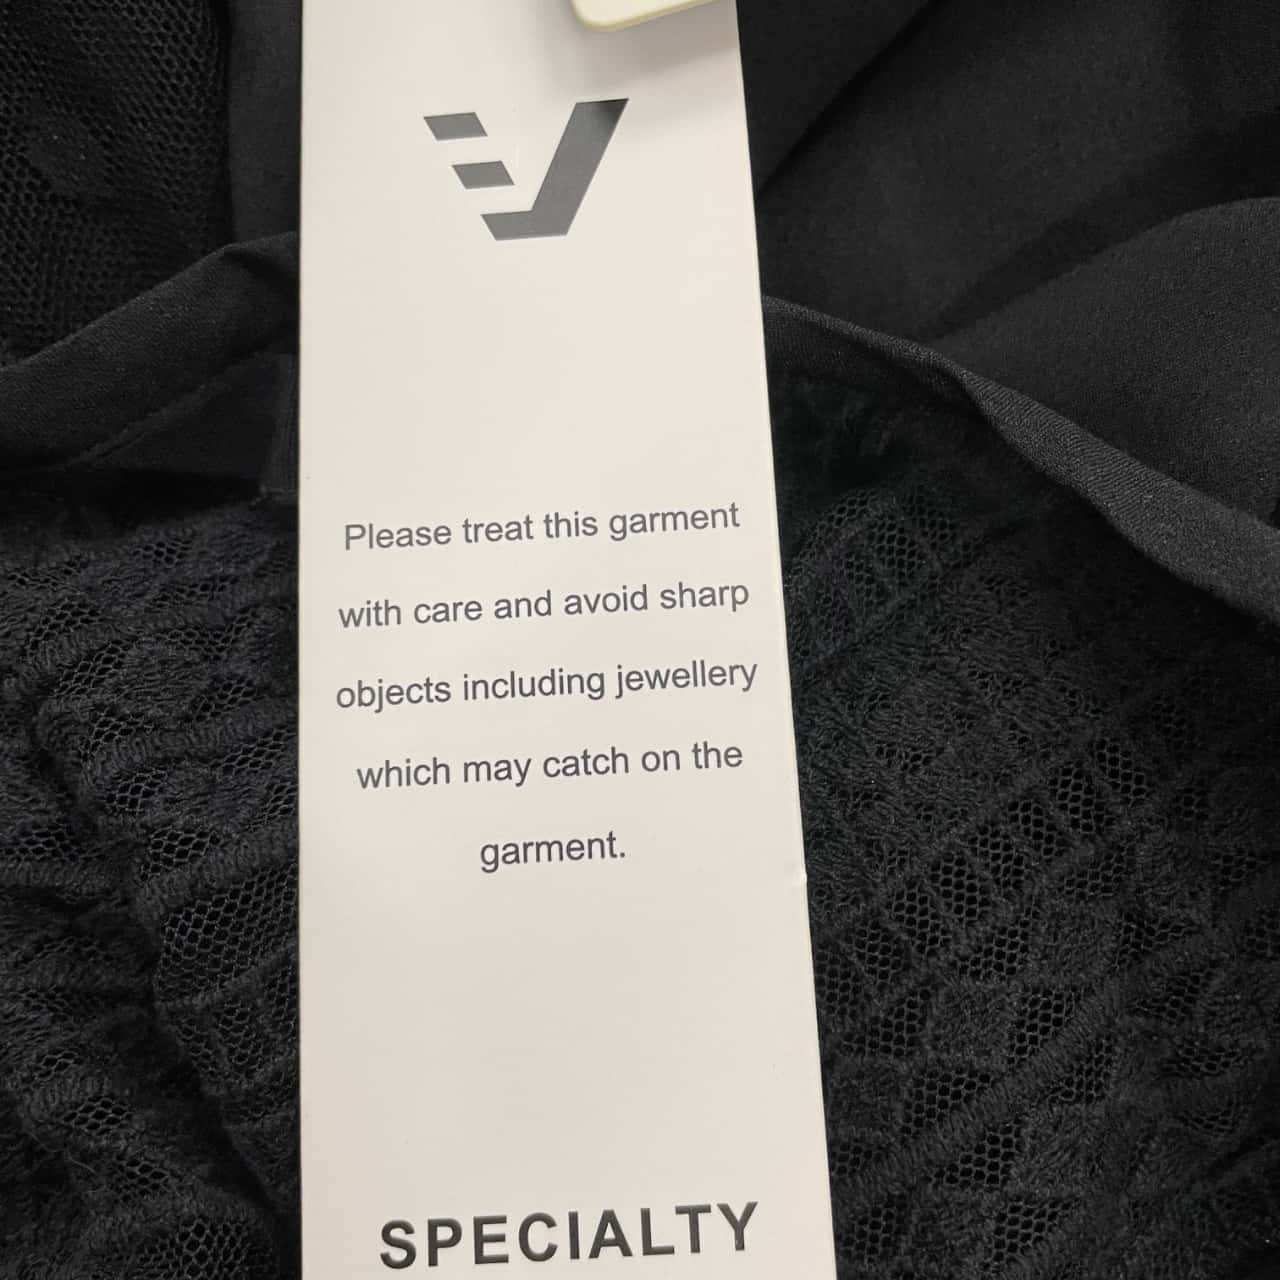 Please treat this garment
with care and avoid sharp
objects including jewellery
which may catch on the
garment.
SPECIALTY